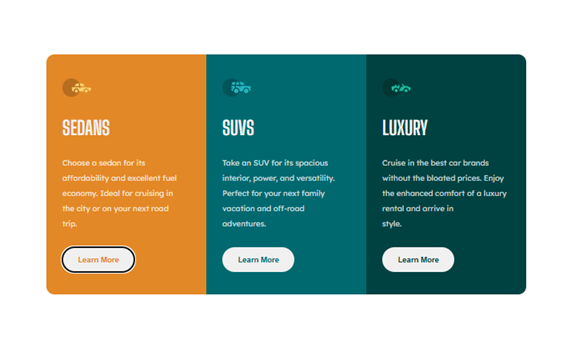 SEDANS
Choose a sedan for its
affordability and excellent fuel
economy. Ideal for cruising in
the city or on your next road
trip.
Learn More
SUVS
Take an SUV for its spacious
interior, power, and versatility.
Perfect for your next family
vacation and off-road
adventures.
Learn More
LUXURY
Cruise in the best car brands
without the bloated prices. Enjoy
the enhanced comfort of a luxury
rental and arrive in
style.
Learn More